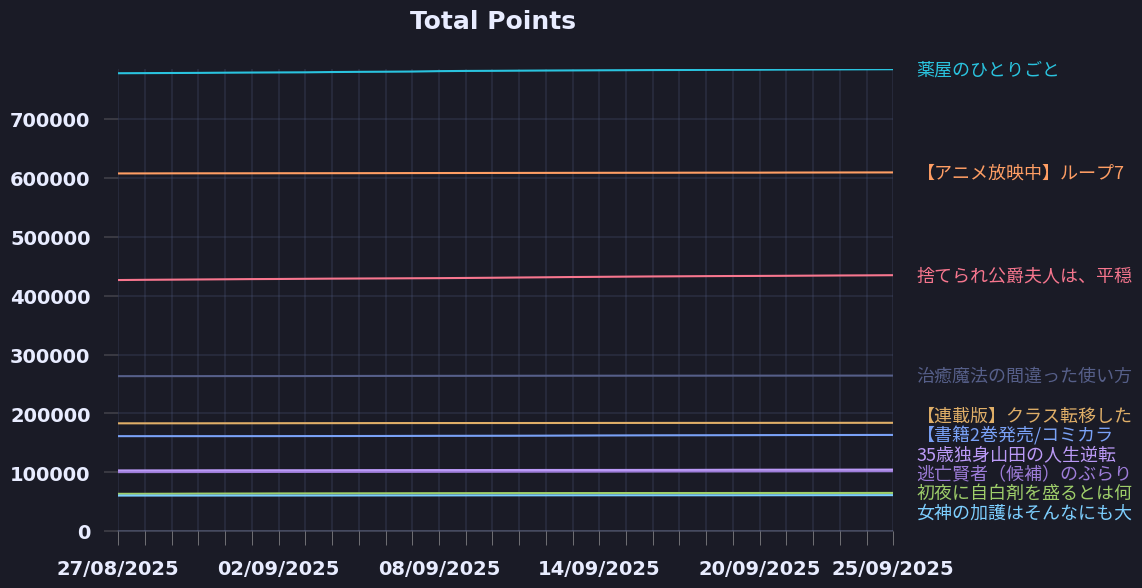 Total Points
薬屋のひとりごと
700000
【アニメ放映中】ループ7
600000
500000
捨てられ公爵夫人は、平穏
400000
300000
治癒魔法の間違った使い方
200000
【連載版】クラス転移した
【書籍2巻発売/コミカラ
35歳独身山田の人生逆転
100000
逃亡賢者（候補）のぶらり
初夜に自白剤を盛るとは何
女神の加護はそんなにも大
0
27/08/2025 02/09/2025 08/09/2025 14/09/2025 20/09/2025 25/09/2025